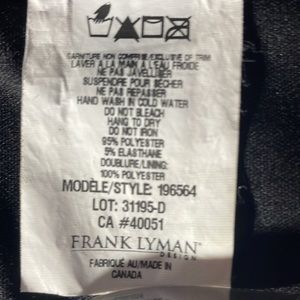 GARNITURE NON COMPRISE/EXCLUSIVE OF TRIM
LAVER A LA MAIN A L'EAU FROIDE
NE PAS JAVELLISER
SUSPENDRE POUR SÉCHER
NE PAS REPASSER
HAND WASH IN COLD WATER
DO NOT BLEACH
HANG TO DRY
DO NOT IRON
95% POLYESTER
5% ELASTHANE
DOUBLURE/LINING:
100% POLYESTER
MODÈLE/STYLE: 196564
LOT: 31195-D
CA #40051
FRANK LYMAN
DESIGN
FABRIQUÉ AU/MADE IN
CANADA